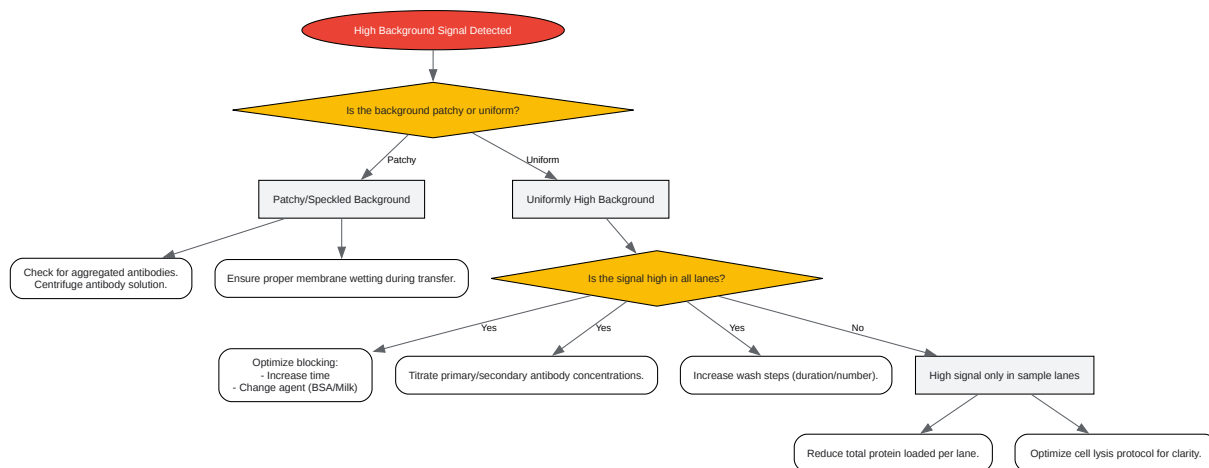 High Background Signal Detected
Is the background patchy or uniform?
Patchy
Uniform
Patchy/Speckled Background
Uniformly High Background
Check for aggregated antibodies.
Centrifuge antibody solution.
Ensure proper membrane wetting during transfer.
Is the signal high in all lanes?
Yes
Yes
Yes
No
Optimize blocking:
- Increase time
- Change agent (BSA/Milk)
Titrate primary/secondary antibody concentrations.
Increase wash steps (duration/number).
High signal only in sample lanes
Reduce total protein loaded per lane.
Optimize cell lysis protocol for clarity.